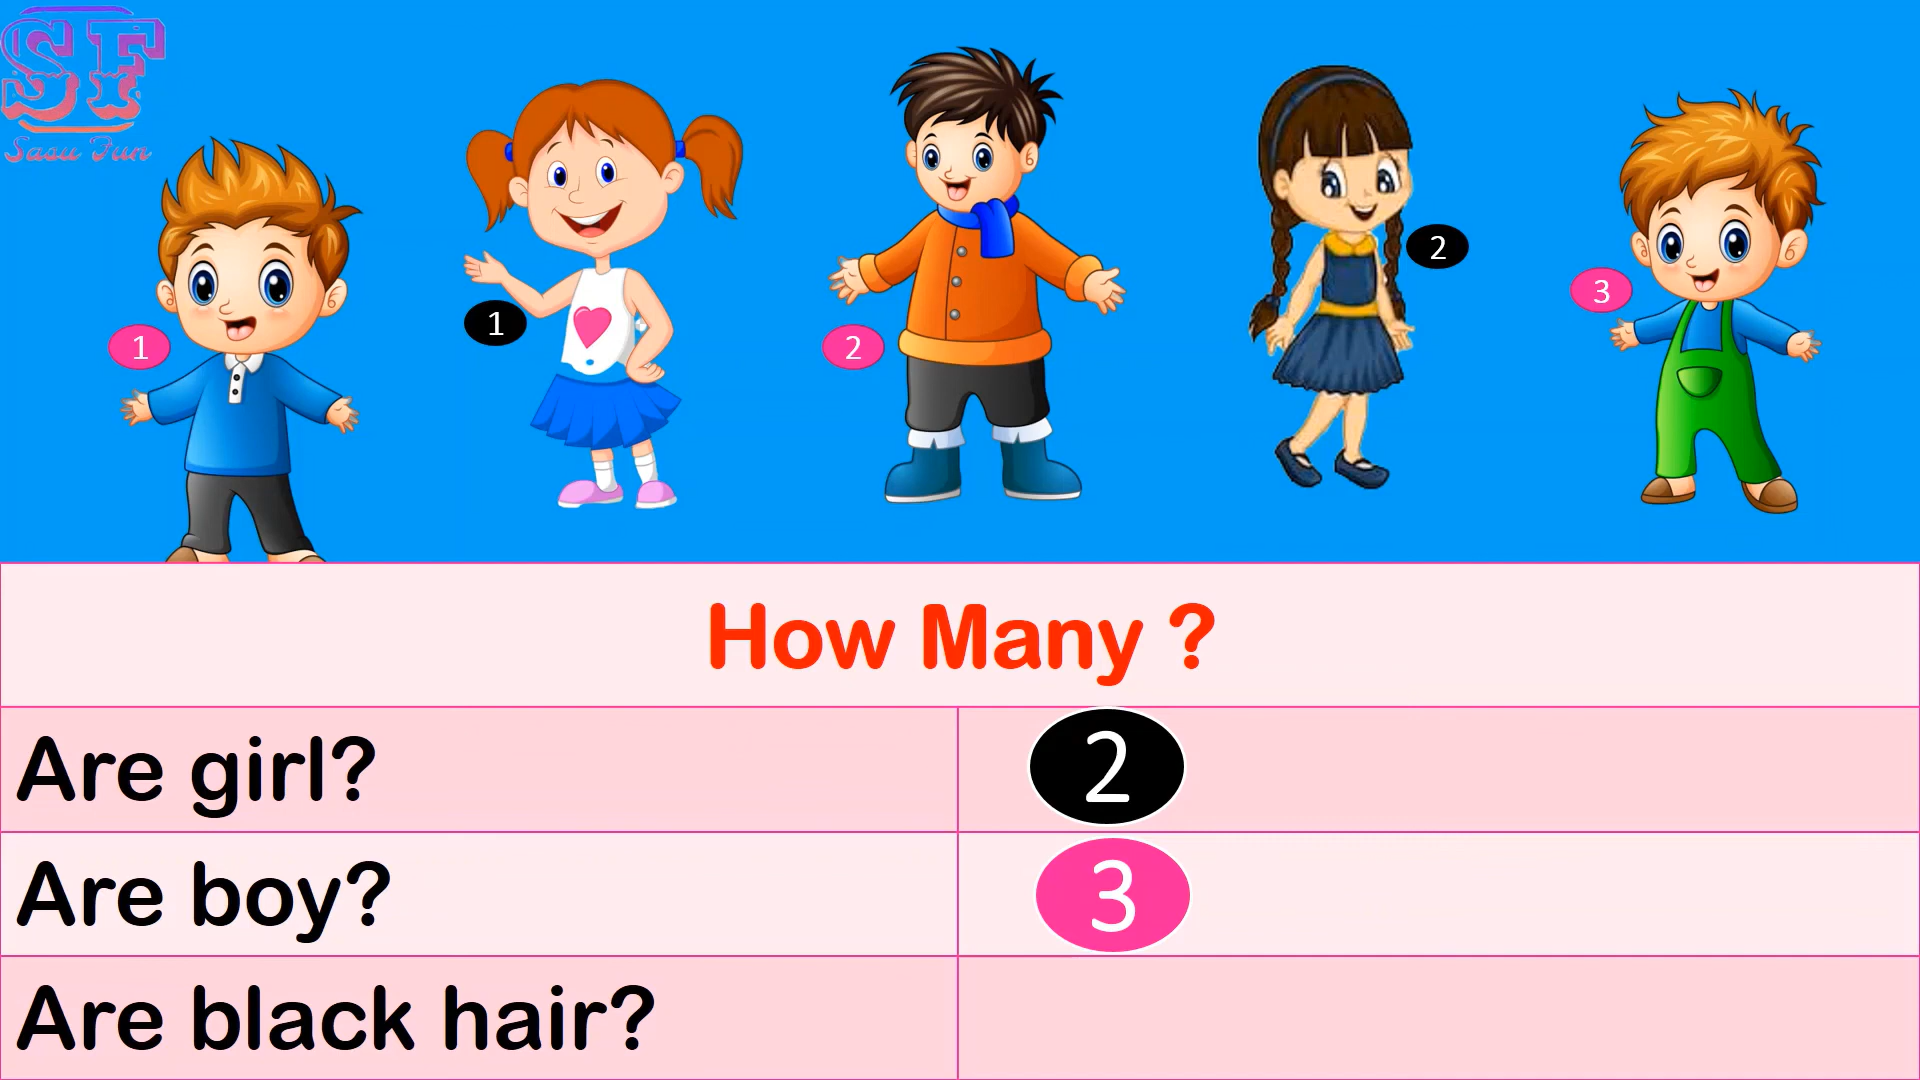 SF
Sasu Fun
1
1
2
2
3
How Many ?
Are girl? 2
Are boy? 3
Are black hair?